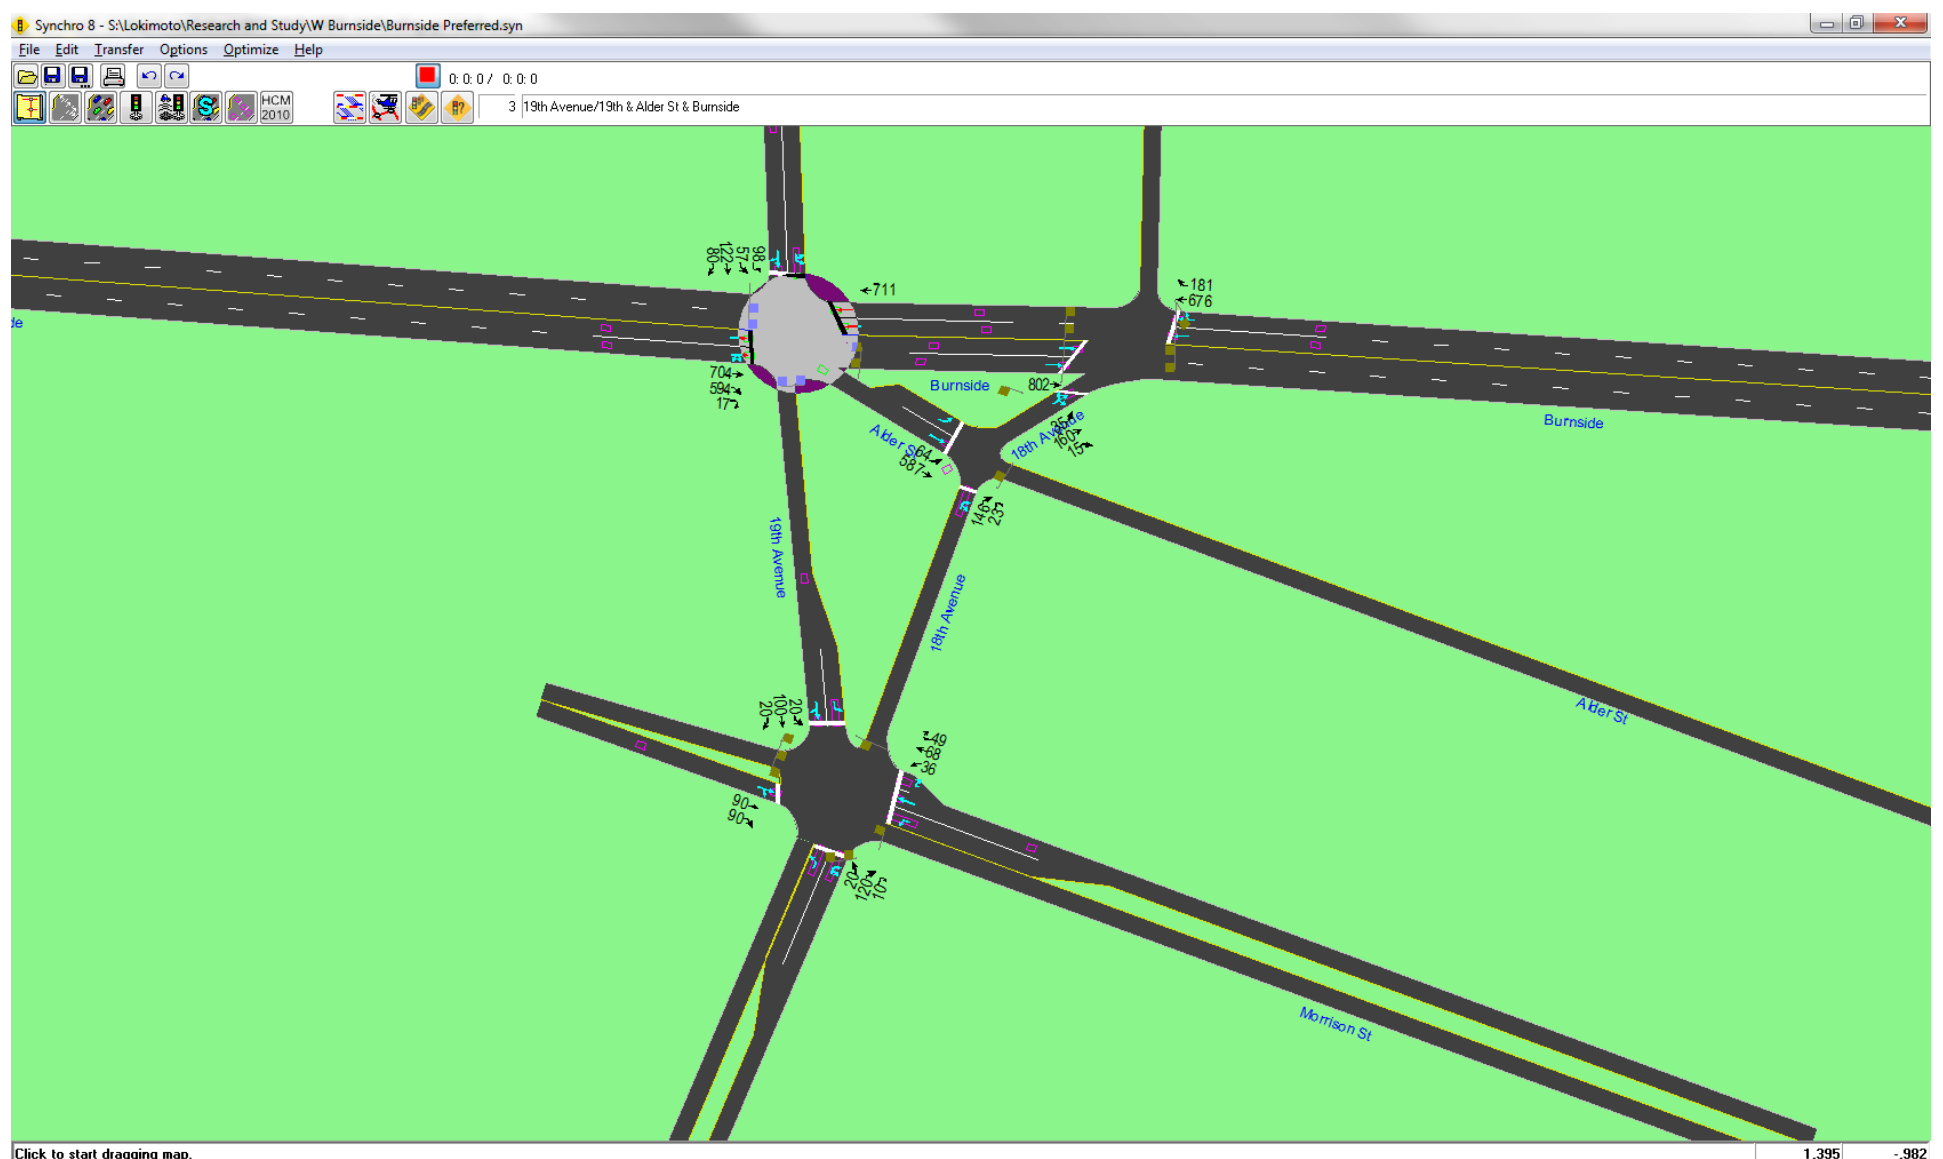 Synchro 8 - S:\Lokimoto\Research and Study\W Burnside\Burnside Preferred.syn
File Edit Transfer Options Optimize Help
0: 0: 0 / 0: 0: 0
HCM
2010
3 19th Avenue/19th & Alder St & Burnside
80 122 57 98
711
181
676
de
704
594
17
Burnside
802
35
160
15
Burnside
Alder St
18th Avenue
64
587
146
23
19th Avenue
18th Avenue
Alder St
20 100 20
49
68
36
90
90
20
120
10
Morrison St
Click to start dragging map.
1.395 -.982